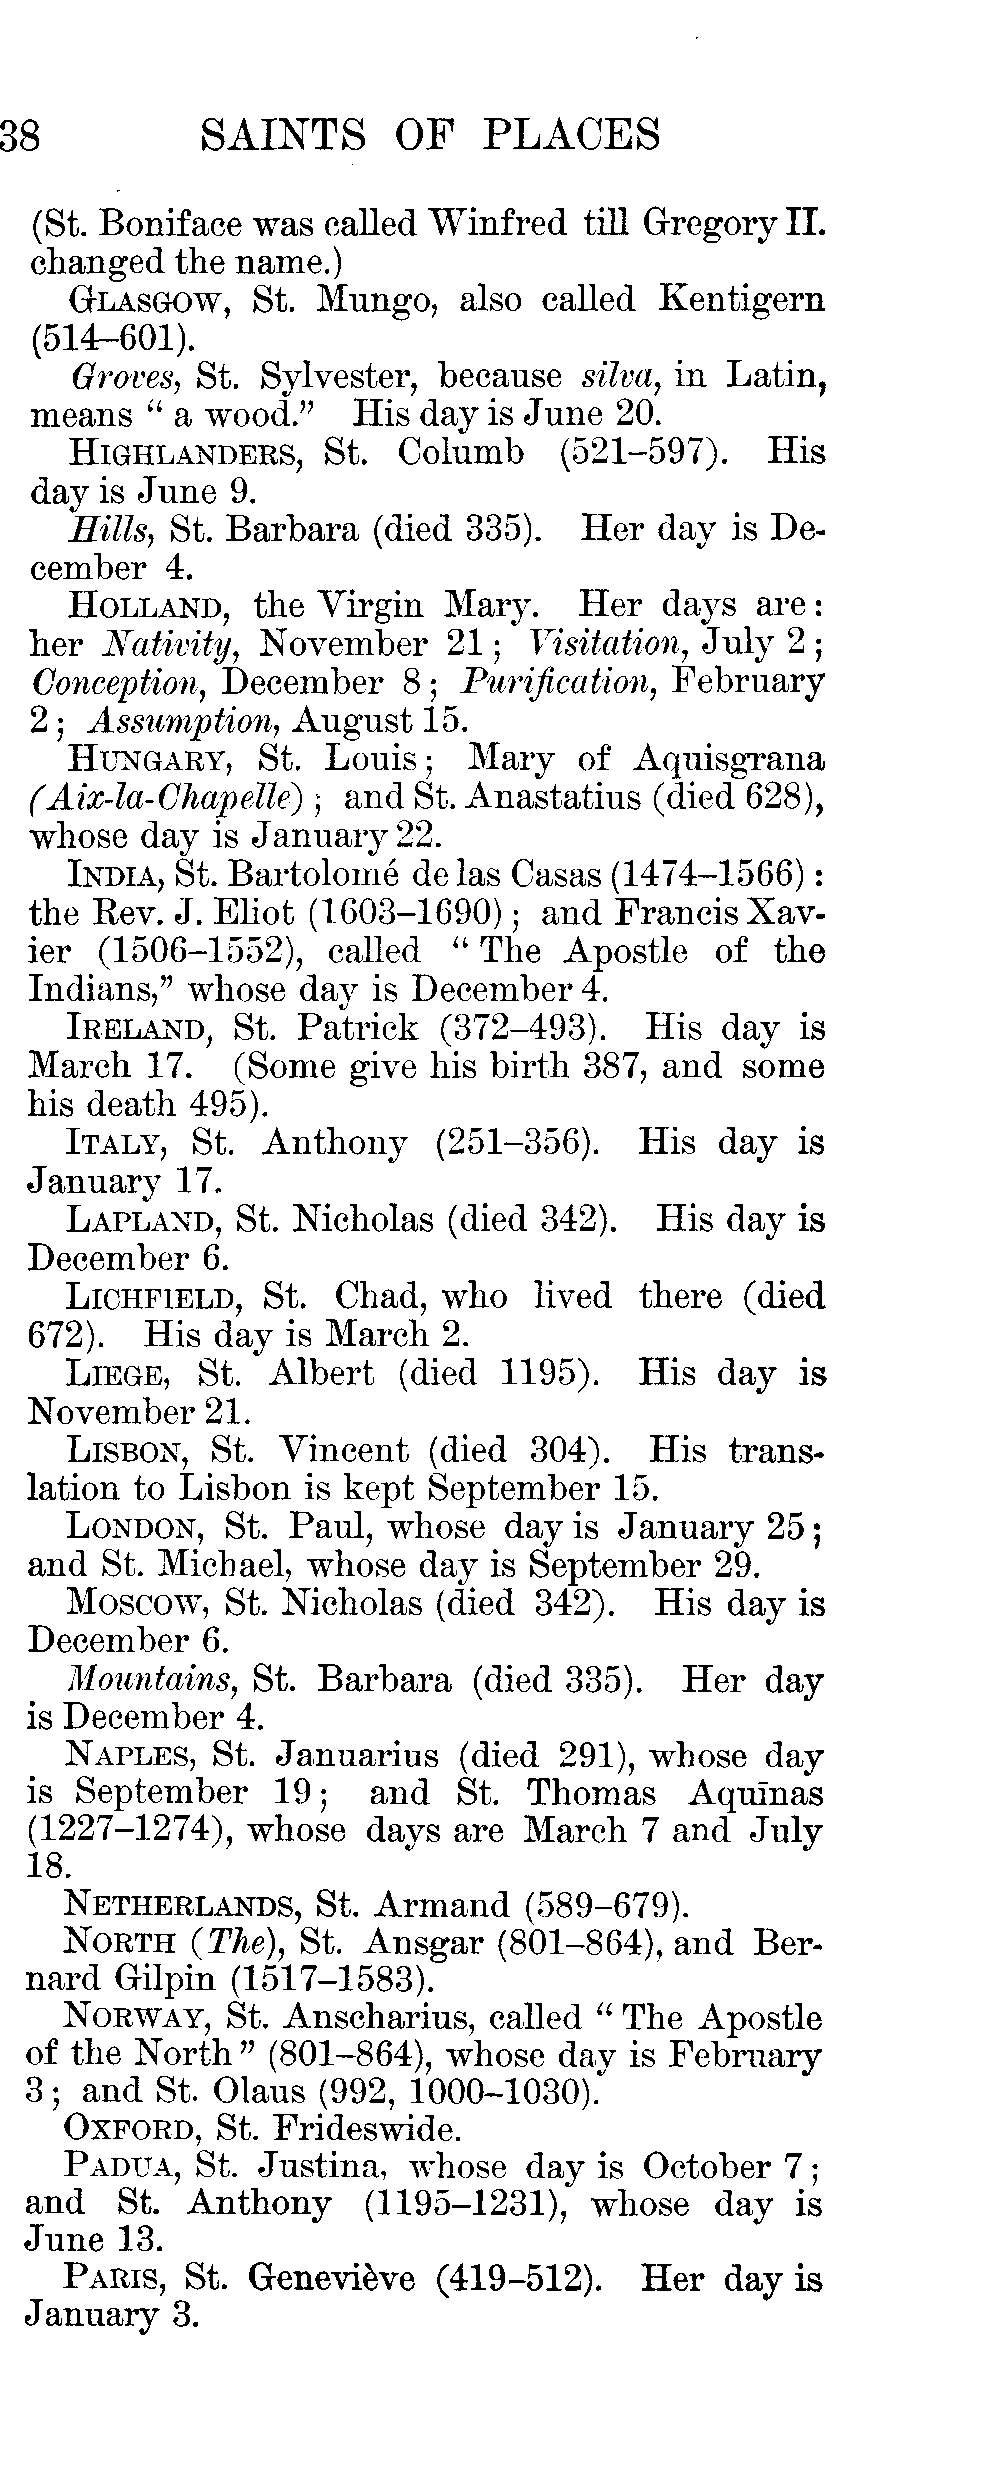 38 SAINTS OF PLACES
(St. Boniface was called Winfred till Gregory II.
changed the name.)
GLASGOW, St. Mungo, also called Kentigern
(514–601).
Groves, St. Sylvester, because silva, in Latin,
means “ a wood.” His day is June 20.
HIGHLANDERS, St. Columb (521–597). His
day is June 9.
Hills, St. Barbara (died 335). Her day is De-
cember 4.
HOLLAND, the Virgin Mary. Her days are:
her Nativity, November 21; Visitation, July 2;
Conception, December 8; Purification, February
2; Assumption, August 15.
HUNGARY, St. Louis; Mary of Aquisgrana
(Aix-la-Chapelle); and St. Anastatius (died 628),
whose day is January 22.
INDIA, St. Bartolomé de las Casas (1474–1566):
the Rev. J. Eliot (1603–1690); and Francis Xav-
ier (1506–1552), called “ The Apostle of the
Indians,” whose day is December 4.
IRELAND, St. Patrick (372–493). His day is
March 17. (Some give his birth 387, and some
his death 495).
ITALY, St. Anthony (251–356). His day is
January 17.
LAPLAND, St. Nicholas (died 342). His day is
December 6.
LICHFIELD, St. Chad, who lived there (died
672). His day is March 2.
LIEGE, St. Albert (died 1195). His day is
November 21.
LISBON, St. Vincent (died 304). His trans-
lation to Lisbon is kept September 15.
LONDON, St. Paul, whose day is January 25;
and St. Michael, whose day is September 29.
MOSCOW, St. Nicholas (died 342). His day is
December 6.
Mountains, St. Barbara (died 335). Her day
is December 4.
NAPLES, St. Januarius (died 291), whose day
is September 19; and St. Thomas Aquīnas
(1227–1274), whose days are March 7 and July
18.
NETHERLANDS, St. Armand (589–679).
NORTH (The), St. Ansgar (801–864), and Ber-
nard Gilpin (1517–1583).
NORWAY, St. Anscharius, called “ The Apostle
of the North” (801–864), whose day is February
3; and St. Olaus (992, 1000–1030).
OXFORD, St. Frideswide.
PADUA, St. Justina, whose day is October 7;
and St. Anthony (1195–1231), whose day is
June 13.
PARIS, St. Geneviève (419–512). Her day is
January 3.